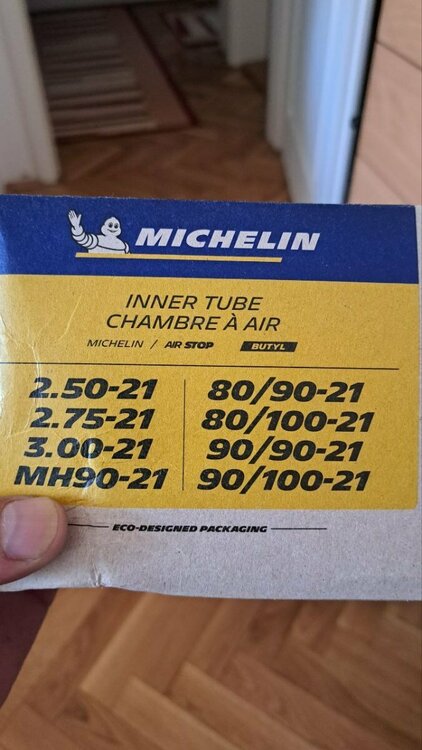 MICHELIN
INNER TUBE
CHAMBRE À AIR
MICHELIN / AIR STOP BUTYL
2.50-21 80/90-21
2.75-21 80/100-21
3.00-21 90/90-21
MH90-21 90/100-21
ECO-DESIGNED PACKAGING